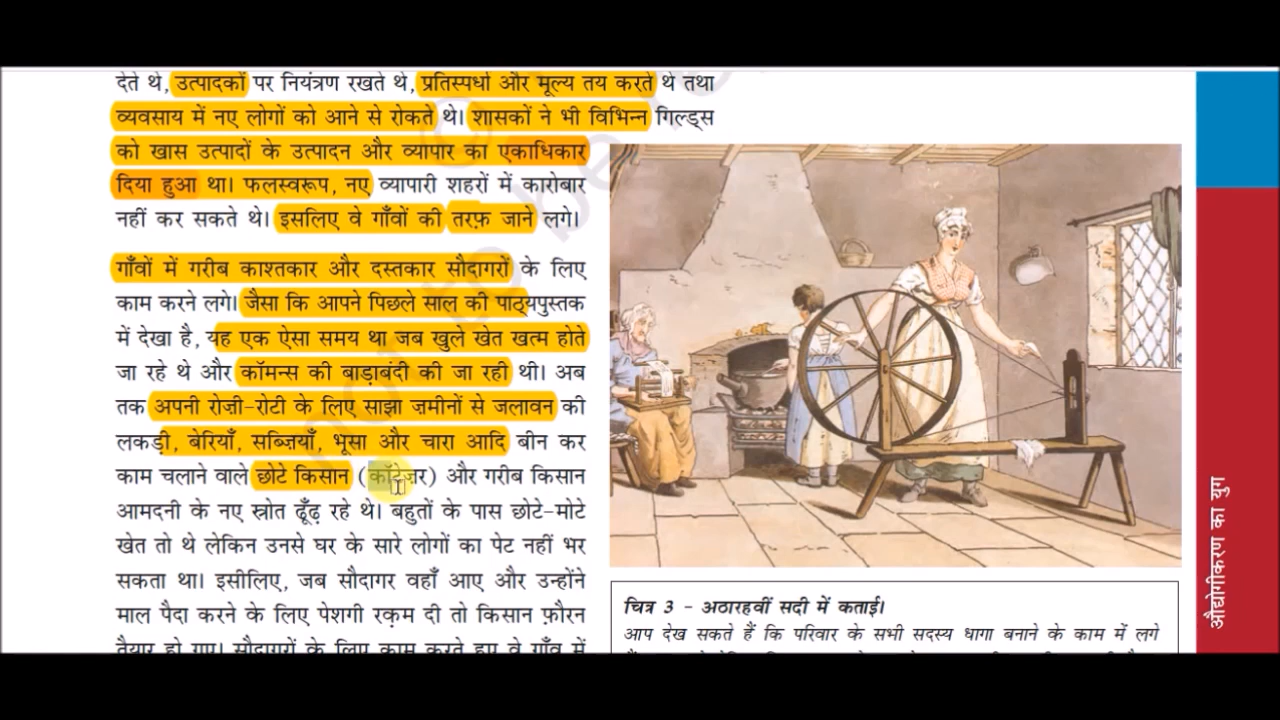 देते थे, उत्पादकों पर नियंत्रण रखते थे, प्रतिस्पर्धा और मूल्य तय करते थे तथा
व्यवसाय में नए लोगों को आने से रोकते थे। शासकों ने भी विभिन्न गिल्ड्स
को खास उत्पादों के उत्पादन और व्यापार का एकाधिकार
दिया हुआ था। फलस्वरूप, नए व्यापारी शहरों में कारोबार
नहीं कर सकते थे। इसलिए वे गाँवों की तरफ़ जाने लगे।
गाँवों में गरीब काश्तकार और दस्तकार सौदागरों के लिए
काम करने लगे। जैसा कि आपने पिछले साल की पाठ्यपुस्तक
में देखा है, यह एक ऐसा समय था जब खुले खेत खत्म होते
जा रहे थे और कॉमन्स की बाड़ाबंदी की जा रही थी। अब
तक अपनी रोज़ी-रोटी के लिए साझा ज़मीनों से जलावन की
लकड़ी, बेरियाँ, सब्ज़ियाँ, भूसा और चारा आदि बीन कर
काम चलाने वाले छोटे किसान (कॉटेज़र) और गरीब किसान
आमदनी के नए स्रोत ढूँढ़ रहे थे। बहुतों के पास छोटे-मोटे
खेत तो थे लेकिन उनसे घर के सारे लोगों का पेट नहीं भर
सकता था। इसीलिए, जब सौदागर वहाँ आए और उन्होंने
माल पैदा करने के लिए पेशगी रक़म दी तो किसान फ़ौरन
तैयार हो गए। सौदागरों के लिए काम करते हुए वे गाँव में
चित्र 3 - अठारहवीं सदी में कताई।
आप देख सकते हैं कि परिवार के सभी सदस्य धागा बनाने के काम में लगे
औद्योगीकरण का युग